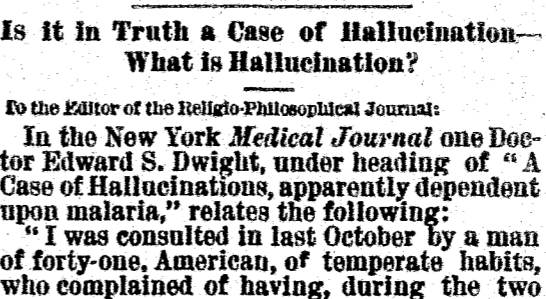 Is it in Truth a Case of Hallucination—
What is Hallucination?
To the Editor of the Religio-Philosophical Journal:
In the New York Medical Journal one Doc-
tor Edward S. Dwight, under heading of “A
Case of Hallucinations, apparently dependent
upon malaria,” relates the following:
“I was consulted in last October by a man
of forty-one, American, of temperate habits,
who complained of having, during the two